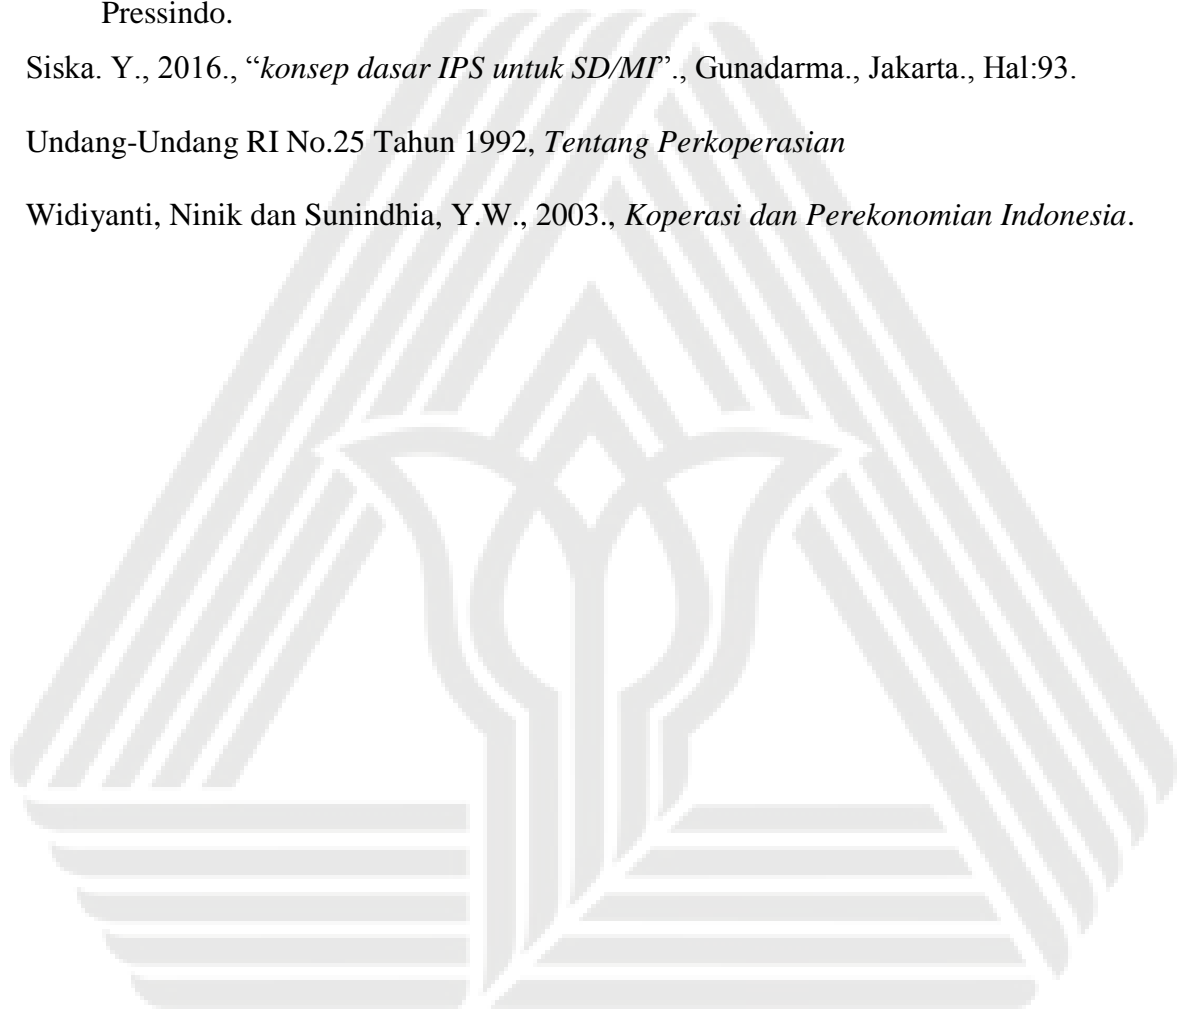 Pressindo.
Siska. Y., 2016., “konsep dasar IPS untuk SD/MI”., Gunadarma., Jakarta., Hal:93.
Undang-Undang RI No.25 Tahun 1992, Tentang Perkoperasian
Widiyanti, Ninik dan Sunindhia, Y.W., 2003., Koperasi dan Perekonomian Indonesia.